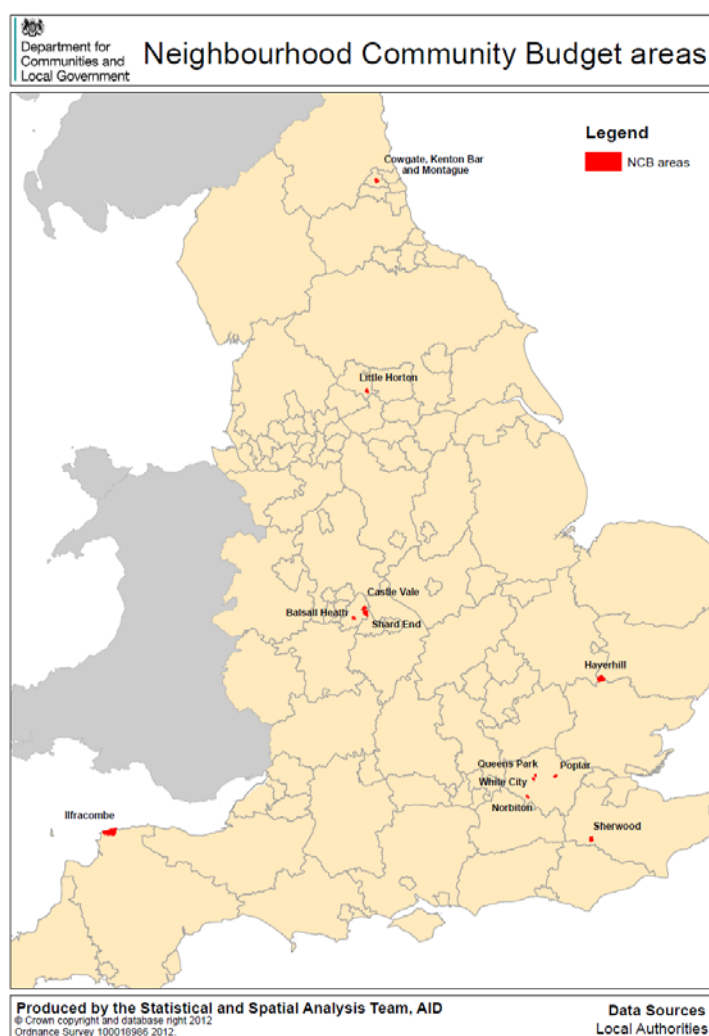 Department for
Communities and
Local Government
Neighbourhood Community Budget areas
Legend
NCB areas
Cowgate, Kenton Bar
and Montague
Little Horton
Castle Vale
Balsall Heath
Shard End
Haverhill
Queens Park
Poplar
White City
Norbiton
Ilfracombe
Sherwood
Produced by the Statistical and Spatial Analysis Team, AID
© Crown copyright and database right 2012
Ordnance Survey 100018986 2012.
Data Sources
Local Authorities